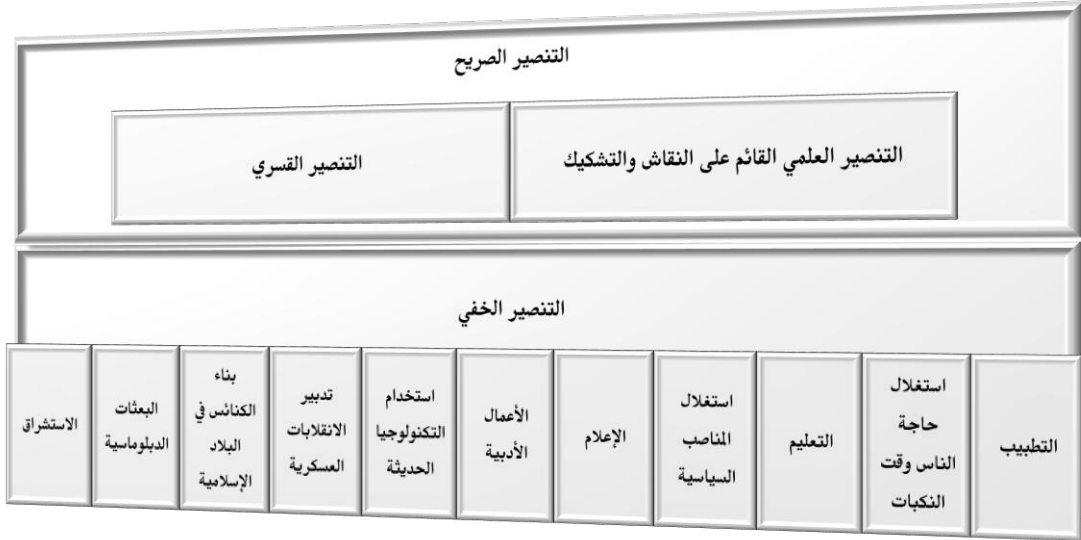 التنصير الصريح
التنصير العلمي القائم على النقاش والتشكيك
التنصير القسري
التنصير الخفي
التطبيب
استغلال
حاجة
الناس وقت
النكبات
التعليم
استغلال
المناصب
السياسية
الإعلام
الأعمال
الأدبية
استخدام
التكنولوجيا
الحديثة
تدبير
الانقلابات
العسكرية
بناء
الكنائس في
البلاد
الإسلامية
البعثات
الدبلوماسية
الاستشراق